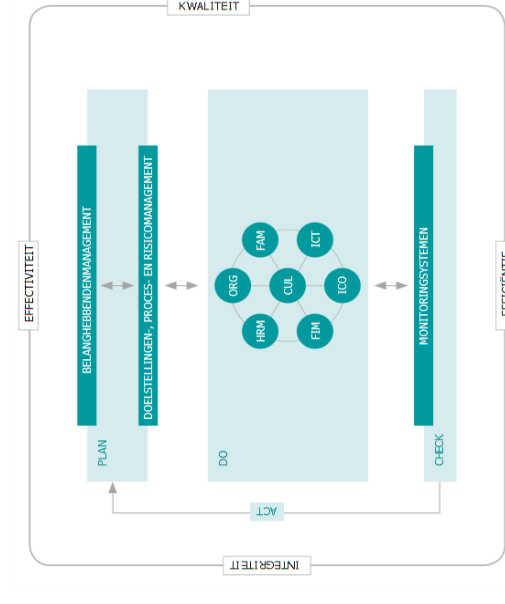 KWALITEIT
EFFECTIVITEIT
BELANGHEBBENDENMANAGEMENT
DOELSTELLINGEN-, PROCES- EN RISICOMANAGEMENT
PLAN
FAM
ICT
ORG
CUL
ICO
HRM
FIM
DO
MONITORINGSYSTEMEN
CHECK
ACT
INTEGRITEIT